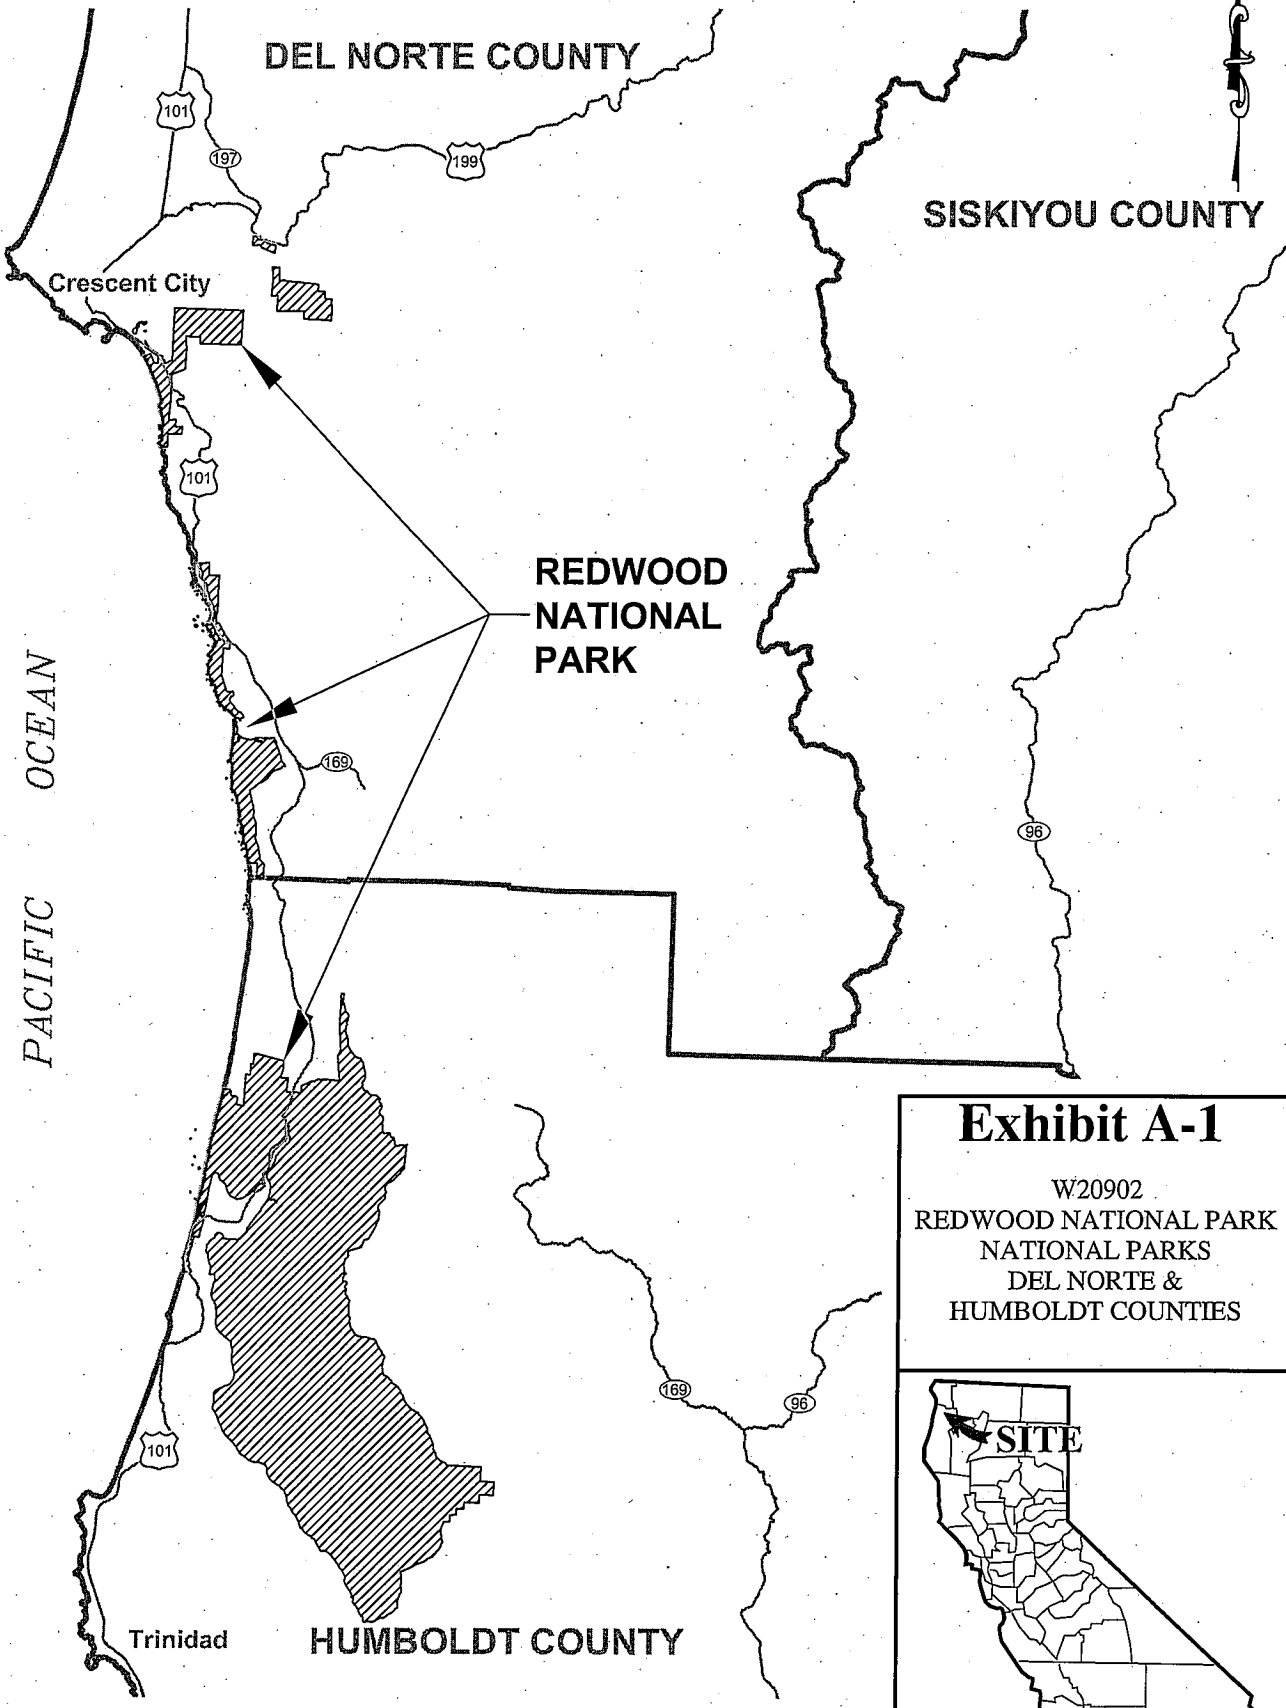 DEL NORTE COUNTY
101
197
199
SISKIYOU COUNTY
Crescent City
101
REDWOOD
NATIONAL
PARK
PACIFIC OCEAN
169
96
Exhibit A-1
W20902
REDWOOD NATIONAL PARK
NATIONAL PARKS
DEL NORTE &
HUMBOLDT COUNTIES
169
96
SITE
101
Trinidad
HUMBOLDT COUNTY